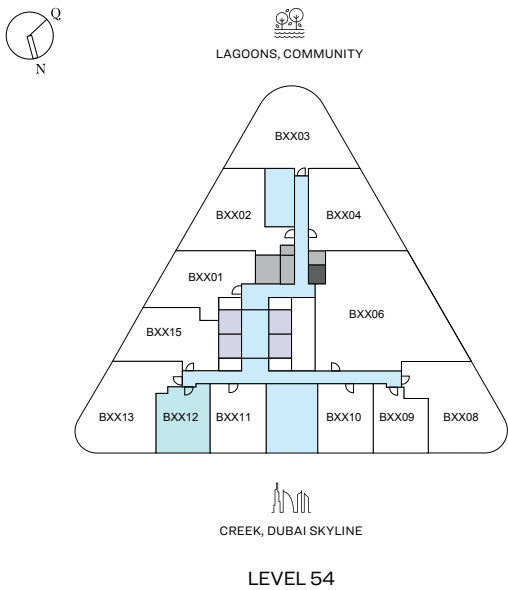 Q
N
LAGOONS, COMMUNITY
BXX03
BXX02
BXX04
BXX01
BXX06
BXX15
BXX13
BXX12
BXX11
BXX10
BXX09
BXX08
CREEK, DUBAI SKYLINE
LEVEL 54